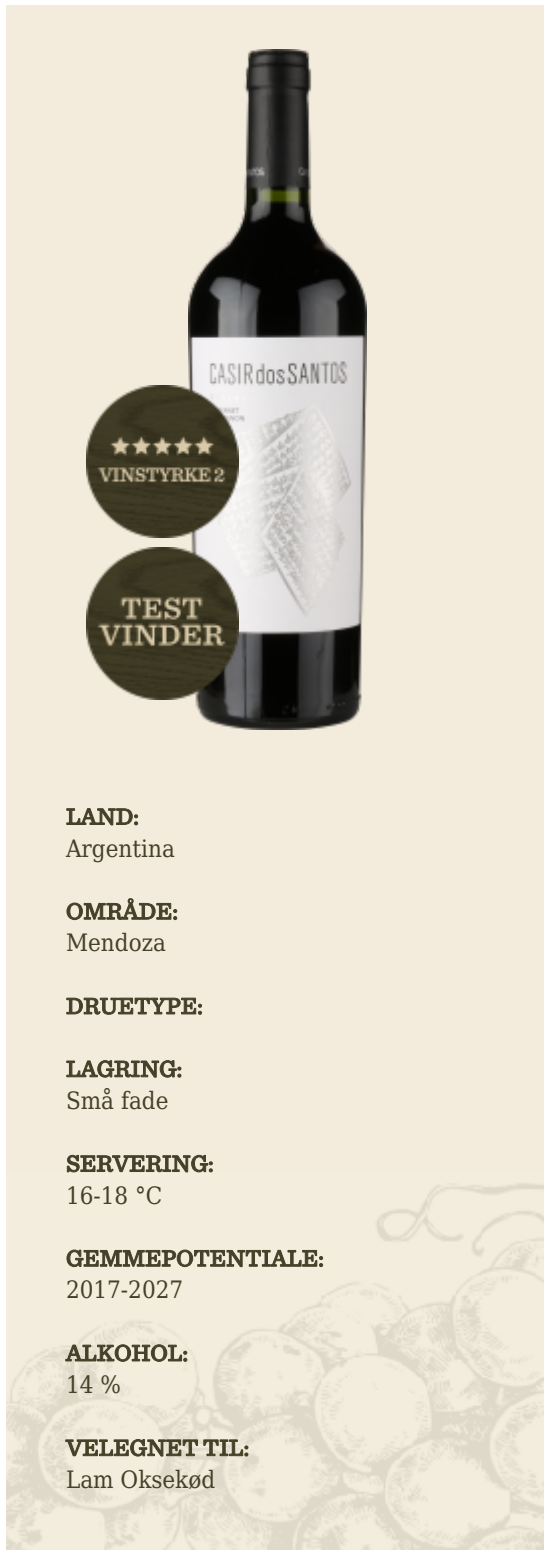 CASIR dos SANTOS
★★★★★
VINSTYRKE 2
TEST
VINDER
LAND:
Argentina
OMRÅDE:
Mendoza
DRUETYPE:
LAGRING:
Små fade
SERVERING:
16-18 °C
GEMMEPOTENTIALE:
2017-2027
ALKOHOL:
14 %
VELEGNET TIL:
Lam Oksekød